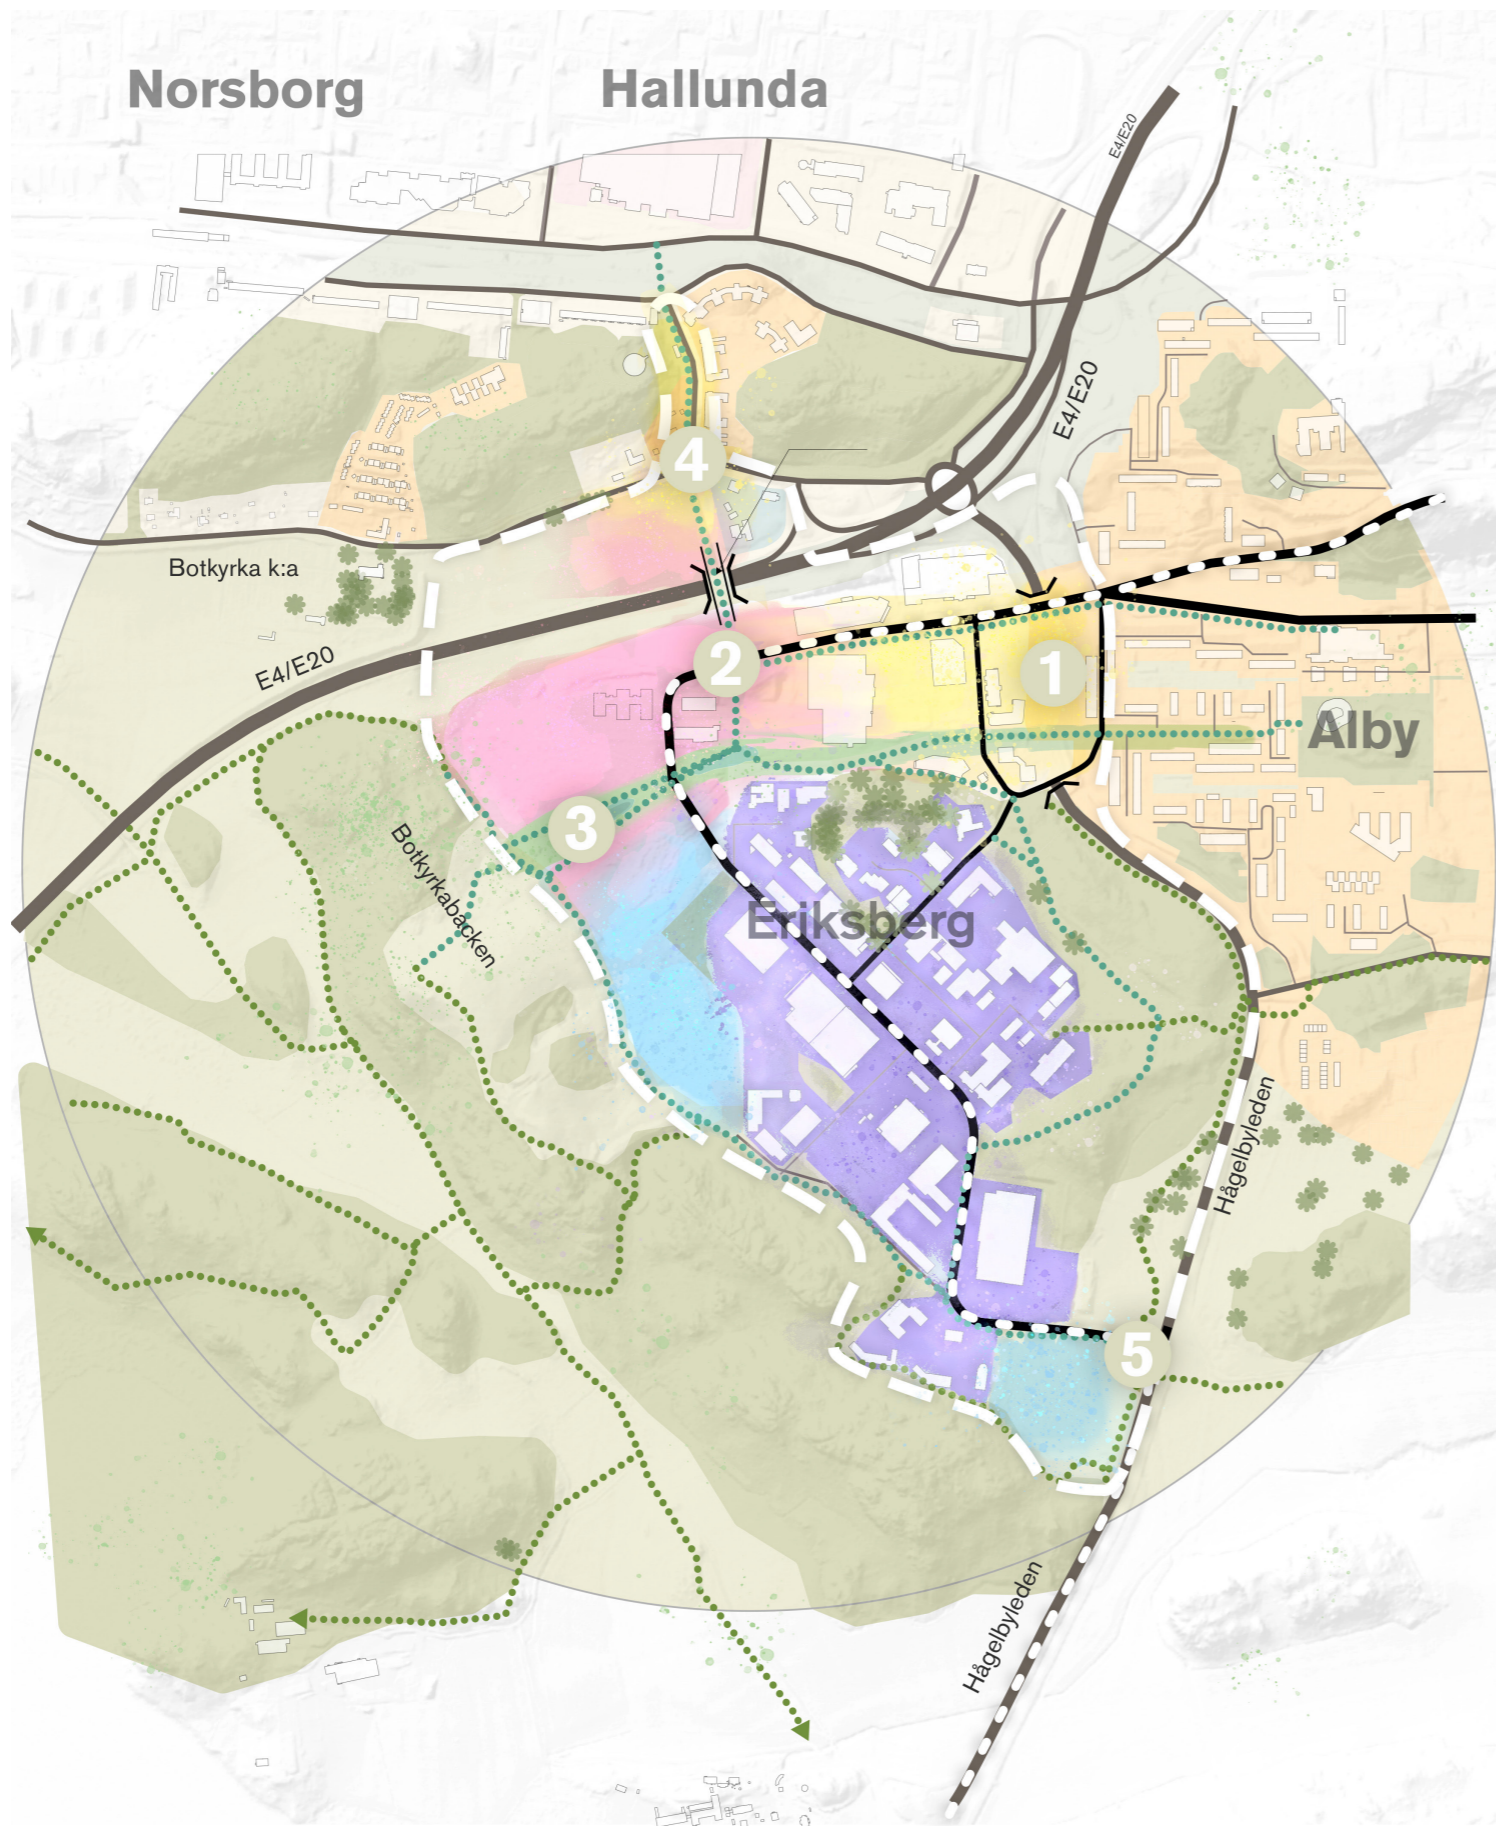 Norsborg
Hallunda
E4/E20
E4/E20
4
Botkyrka k:a
E4/E20
2
1
Alby
3
Botkyrkabacken
Eriksberg
Hågelbyleden
5
Hågelbyleden